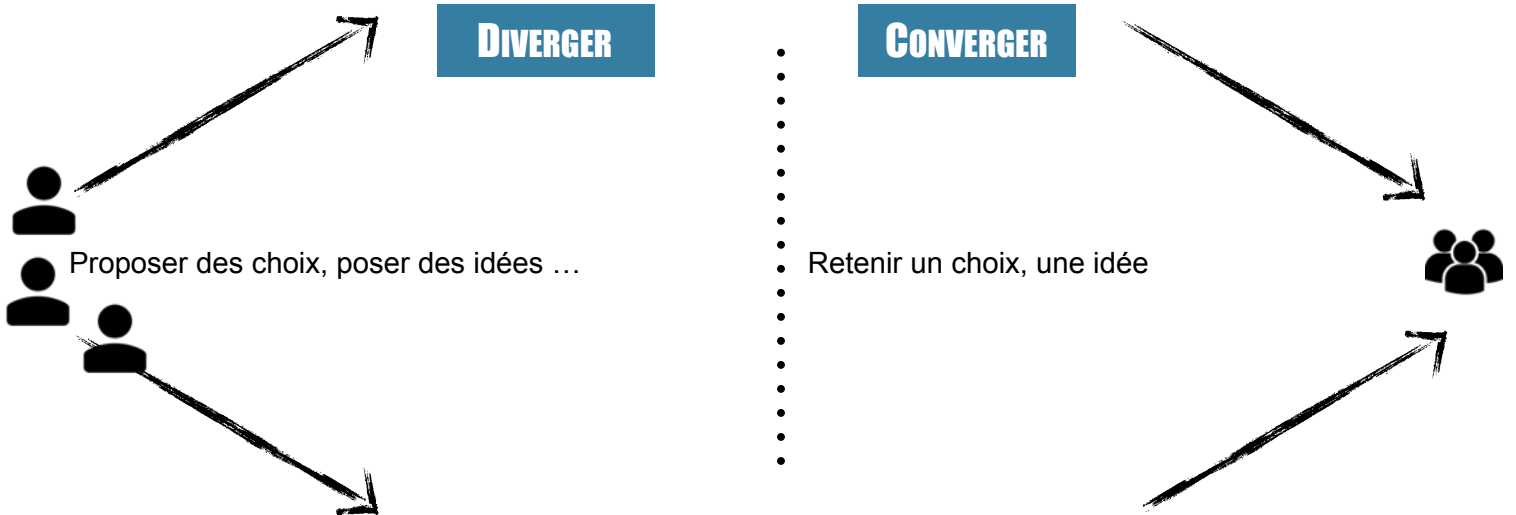 DIVERGER
CONVERGER
Proposer des choix, poser des idées …
Retenir un choix, une idée